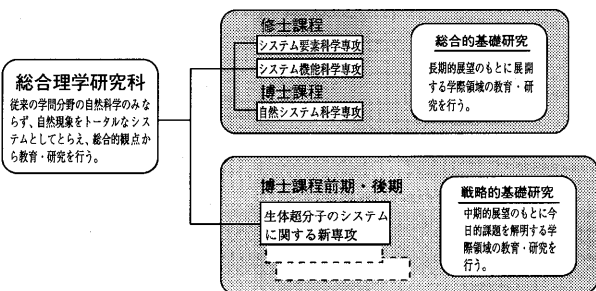 総合理学研究科
従来の学問分野の自然科学のみな
らず、自然現象をトータルなシス
テムとしてとらえ、総合的観点か
ら教育・研究を行う。
修士課程
システム要素科学専攻
システム機能科学専攻
博士課程
自然システム科学専攻
総合的基礎研究
長期的展望のもとに展開
する学際領域の教育・研
究を行う。
博士課程前期・後期
生体超分子のシステム
に関する新専攻
戦略的基礎研究
中期的展望のもとに今
日的課題を解明する学
際領域の教育・研究を
行う。